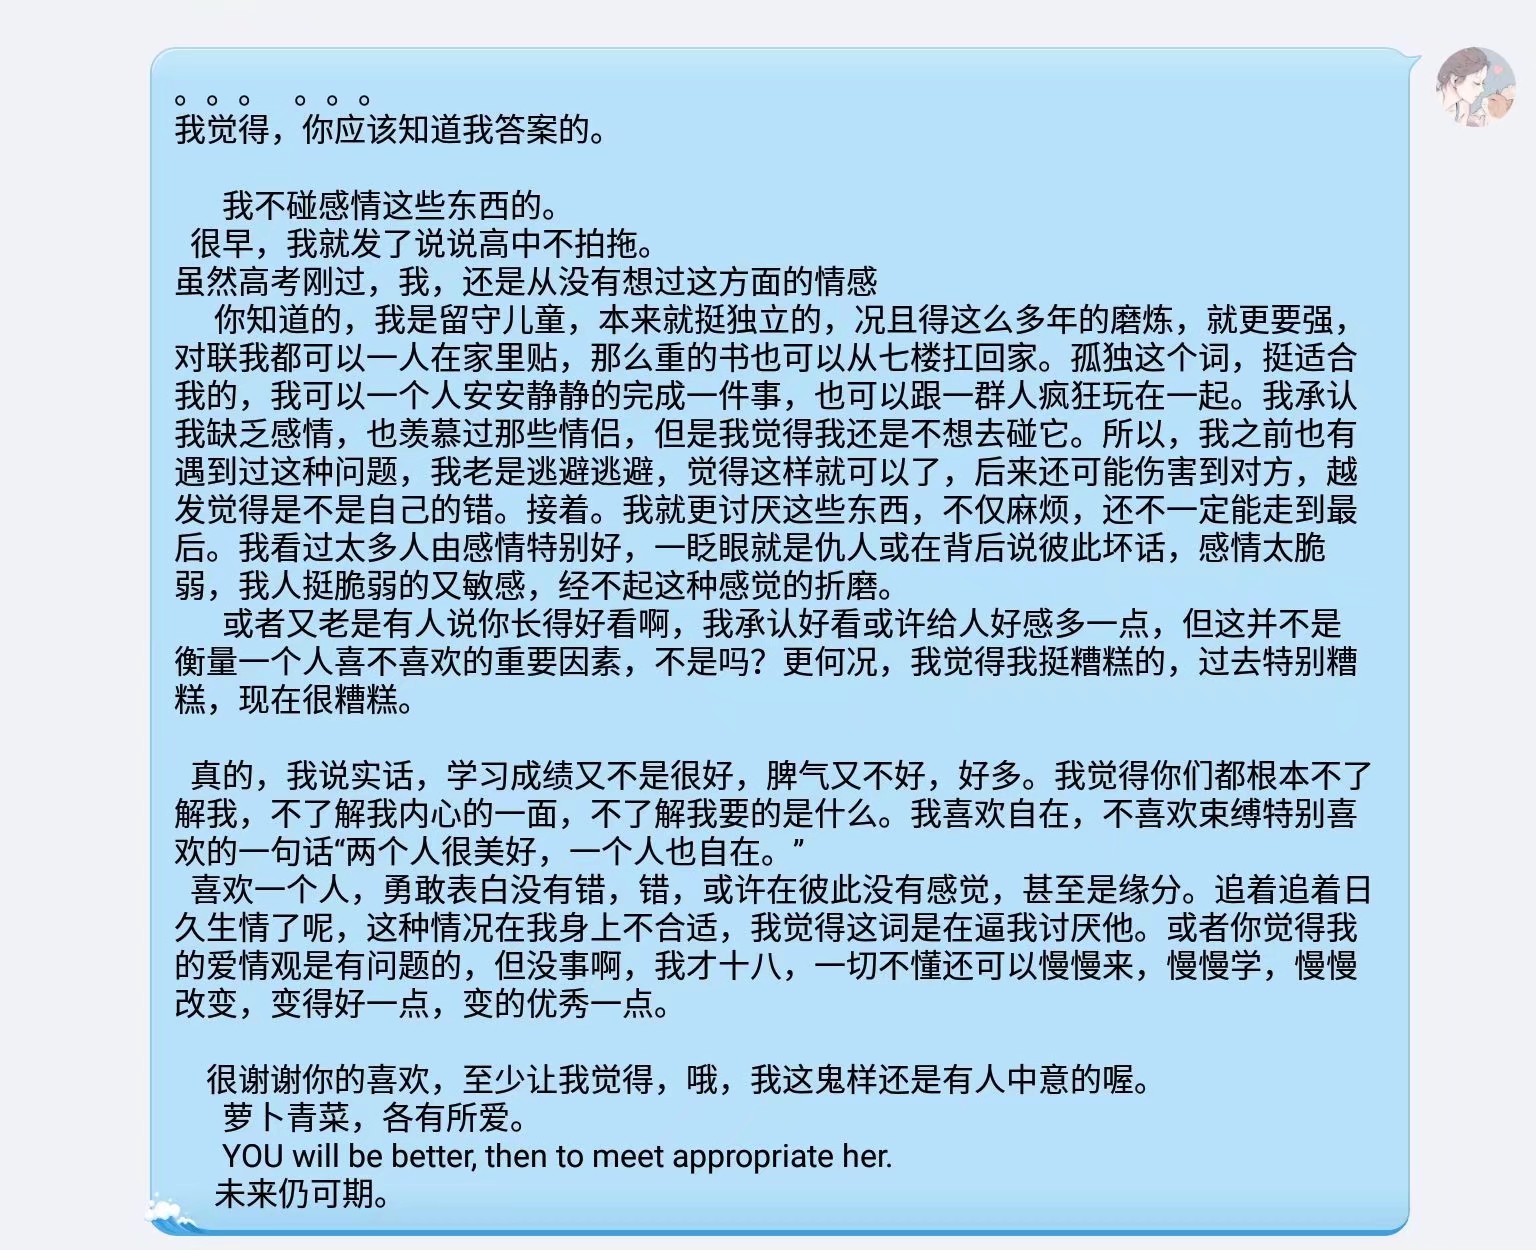 。。。 。。。
我觉得，你应该知道我答案的。
我不碰感情这些东西的。
很早，我就发了说说高中不拍拖。
虽然高考刚过，我，还是从没有想过这方面的情感
你知道的，我是留守儿童，本来就挺独立的，况且得这么多年的磨炼，就更要强，
对联我都可以一人在家里贴，那么重的书也可以从七楼扛回家。孤独这个词，挺适合
我的，我可以一个人安安静静的完成一件事，也可以跟一群人疯狂玩在一起。我承认
我缺乏感情，也羡慕过那些情侣，但是我觉得我还是不想去碰它。所以，我之前也有
遇到过这种问题，我老是逃避逃避，觉得这样就可以了，后来还可能伤害到对方，越
发觉得是不是自己的错。接着。我就更讨厌这些东西，不仅麻烦，还不一定能走到最
后。我看过太多人由感情特别好，一眨眼就是仇人或在背后说彼此坏话，感情太脆
弱，我人挺脆弱的又敏感，经不起这种感觉的折磨。
或者又老是有人说你长得好看啊，我承认好看或许给人好感多一点，但这并不是
衡量一个人喜不喜欢的重要因素，不是吗？更何况，我觉得我挺糟糕的，过去特别糟
糕，现在很糟糕。
真的，我说实话，学习成绩又不是很好，脾气又不好，好多。我觉得你们都根本不了
解我，不了解我内心的一面，不了解我要的是什么。我喜欢自在，不喜欢束缚特别喜
欢的一句话“两个人很美好，一个人也自在。”
喜欢一个人，勇敢表白没有错，错，或许在彼此没有感觉，甚至是缘分。追着追着日
久生情了呢，这种情况在我身上不合适，我觉得这词是在逼我讨厌他。或者你觉得我
的爱情观是有问题的，但没事啊，我才十八，一切不懂还可以慢慢来，慢慢学，慢慢
改变，变得好一点，变的优秀一点。
很谢谢你的喜欢，至少让我觉得，哦，我这鬼样还是有人中意的喔。
萝卜青菜，各有所爱。
YOU will be better, then to meet appropriate her.
未来仍可期。